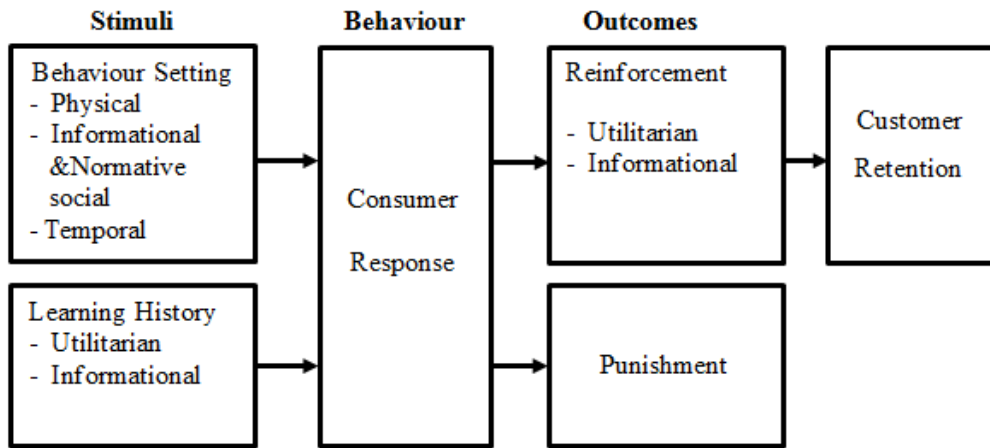 Stimuli
Behaviour
Outcomes
Behaviour Setting
- Physical
- Informational
&Normative
social
- Temporal
Learning History
- Utilitarian
- Informational
Consumer
Response
Reinforcement
- Utilitarian
- Informational
Punishment
Customer
Retention